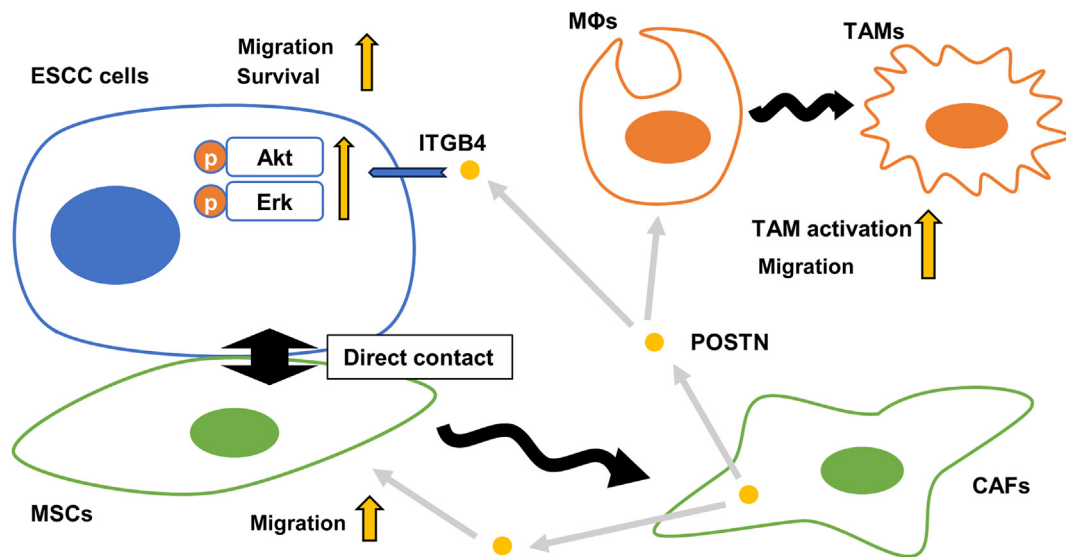 Migration
Survival
ESCC cells
p
Akt
p
Erk
ITGB4
MΦs
TAMs
TAM activation
Migration
Direct contact
POSTN
MSCs
Migration
CAFs